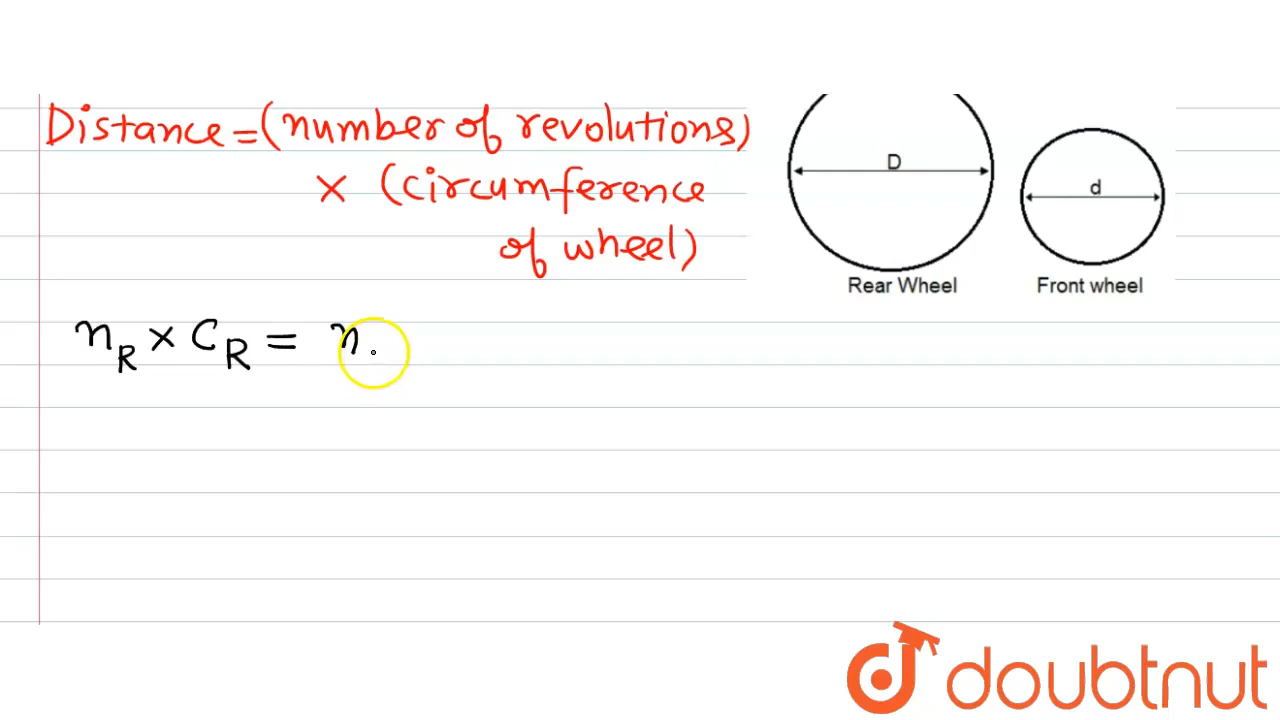 Distance = (number of revolutions)
× (circumference
of wheel)
D
d
Rear Wheel
Front wheel
n_R × C_R = n
doubtnut